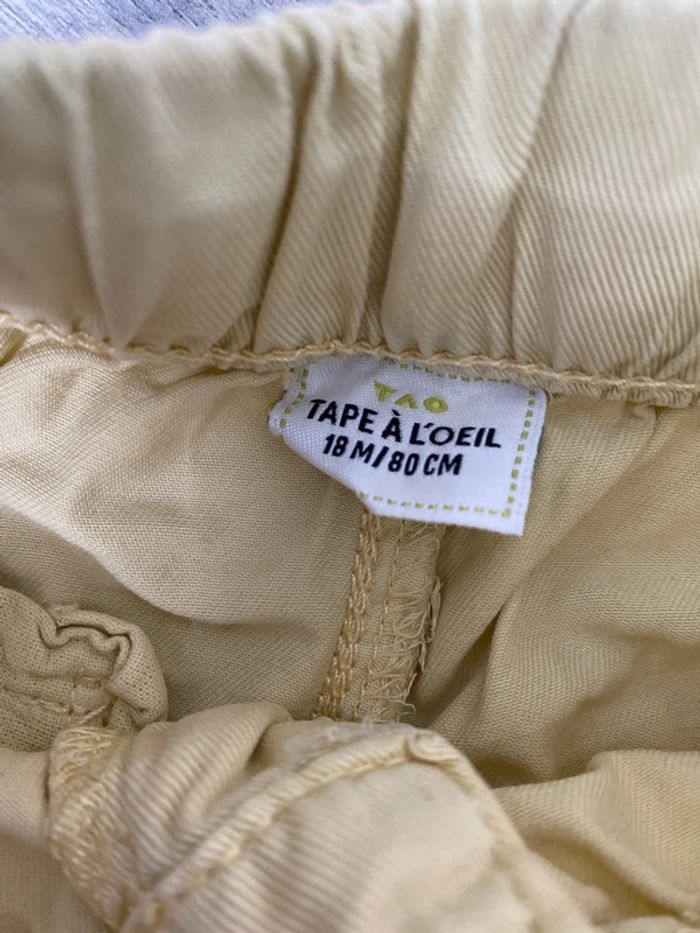 TAO
TAPE À L'OEIL
18 M/80 CM